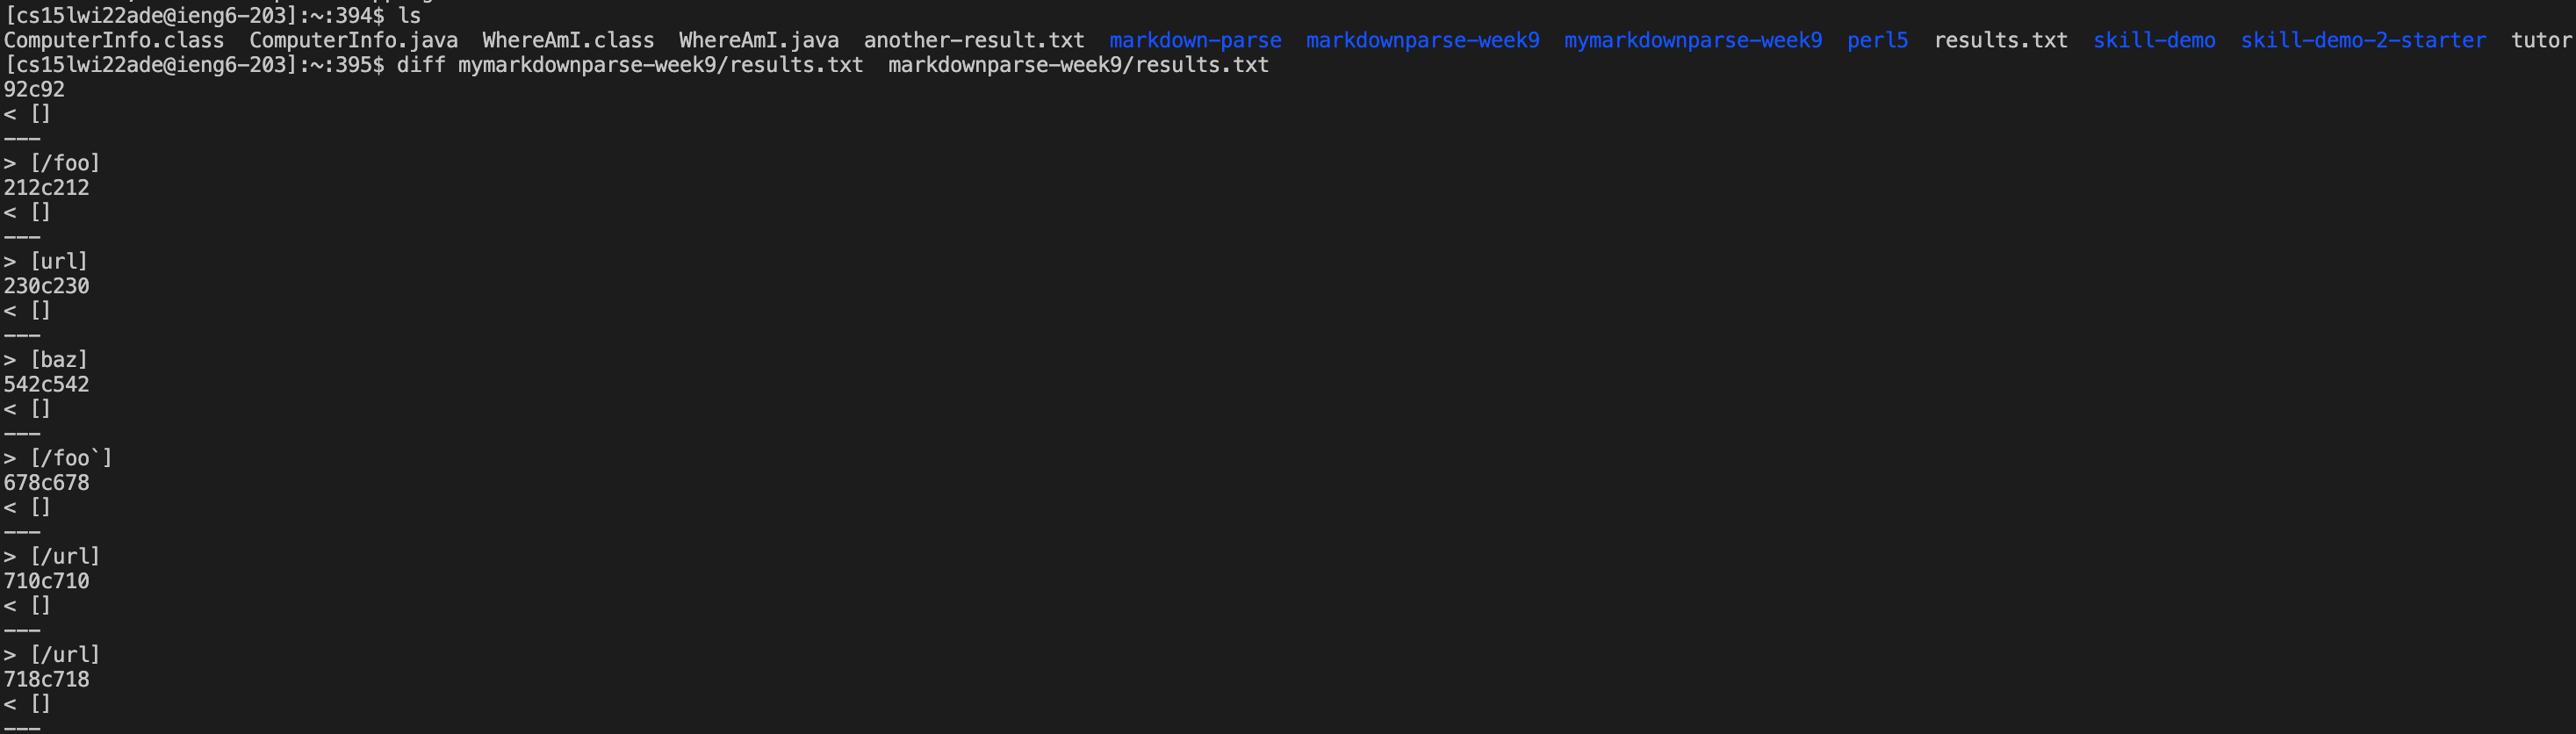 [cs15lwi22ade@ieng6-203]:~:394$ ls
ComputerInfo.class  ComputerInfo.java  WhereAmI.class  WhereAmI.java  another-result.txt  markdown-parse  markdownparse-week9  mymarkdownparse-week9  perl5  results.txt  skill-demo  skill-demo-2-starter  tutor
[cs15lwi22ade@ieng6-203]:~:395$ diff mymarkdownparse-week9/results.txt  markdownparse-week9/results.txt
92c92
< []
---
> [/foo]
212c212
< []
---
> [url]
230c230
< []
---
> [baz]
542c542
< []
---
> [/foo`]
678c678
< []
---
> [/url]
710c710
< []
---
> [/url]
718c718
< []
---